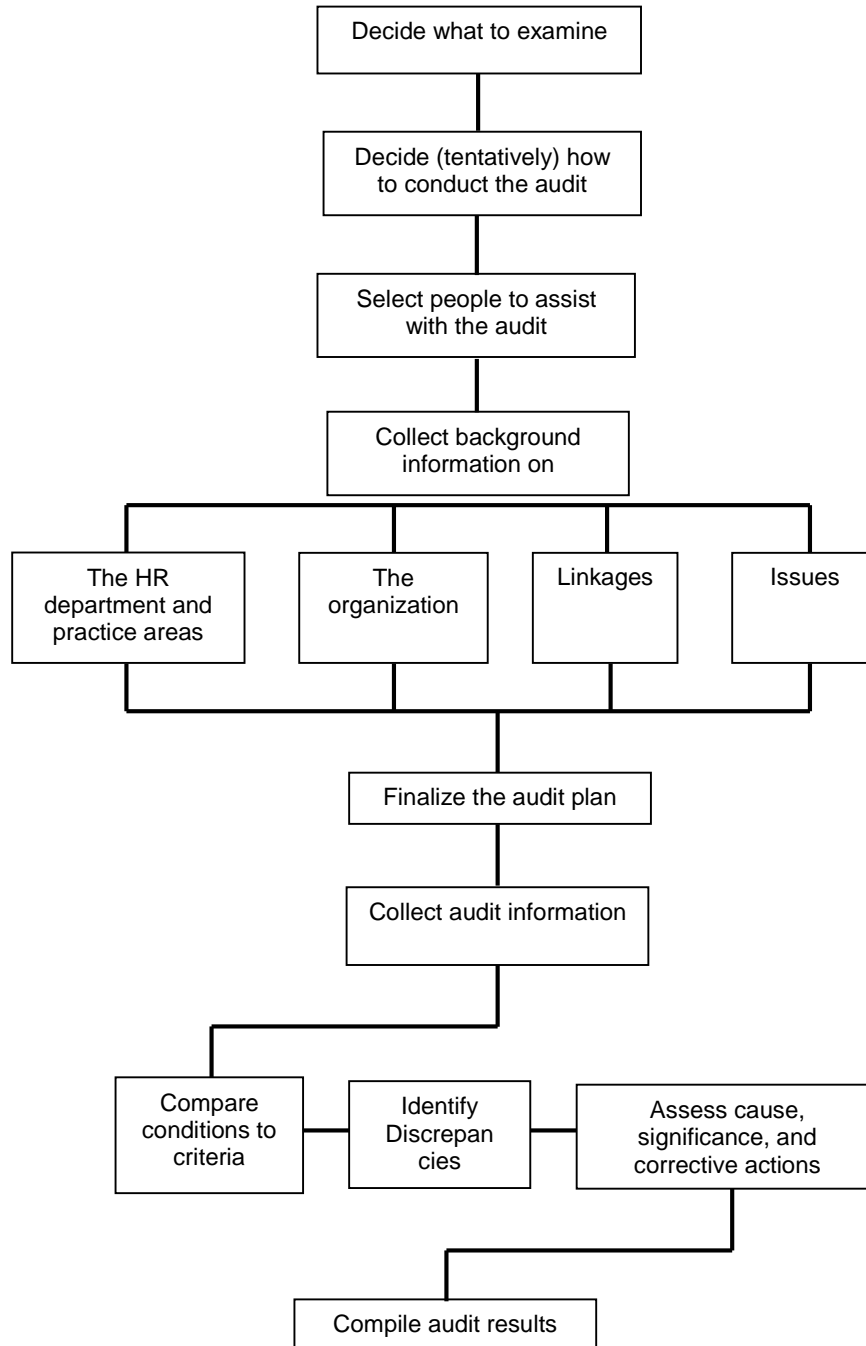 Decide what to examine
Decide (tentatively) how
to conduct the audit
Select people to assist
with the audit
Collect background
information on
The HR
department and
practice areas
The
organization
Linkages
Issues
Finalize the audit plan
Collect audit information
Compare
conditions to
criteria
Identify
Discrepan
cies
Assess cause,
significance, and
corrective actions
Compile audit results